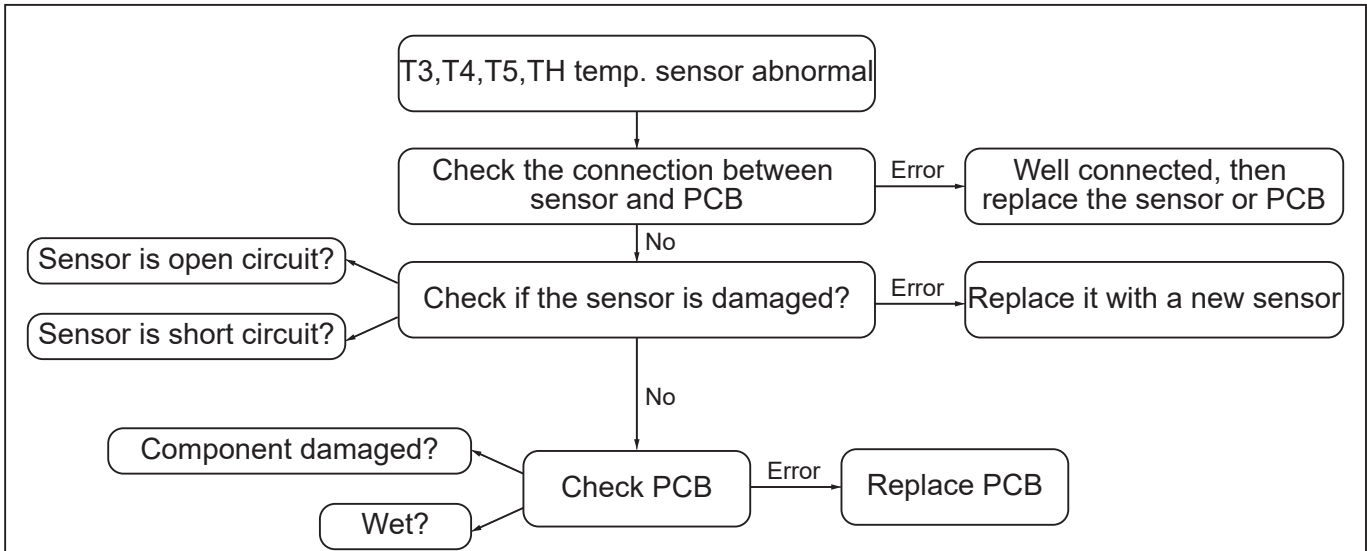 T3,T4,T5,TH temp. sensor abnormal
Check the connection between
sensor and PCB
Error
Well connected, then
replace the sensor or PCB
No
Sensor is open circuit?
Sensor is short circuit?
Check if the sensor is damaged?
Error
Replace it with a new sensor
No
Component damaged?
Wet?
Check PCB
Error
Replace PCB